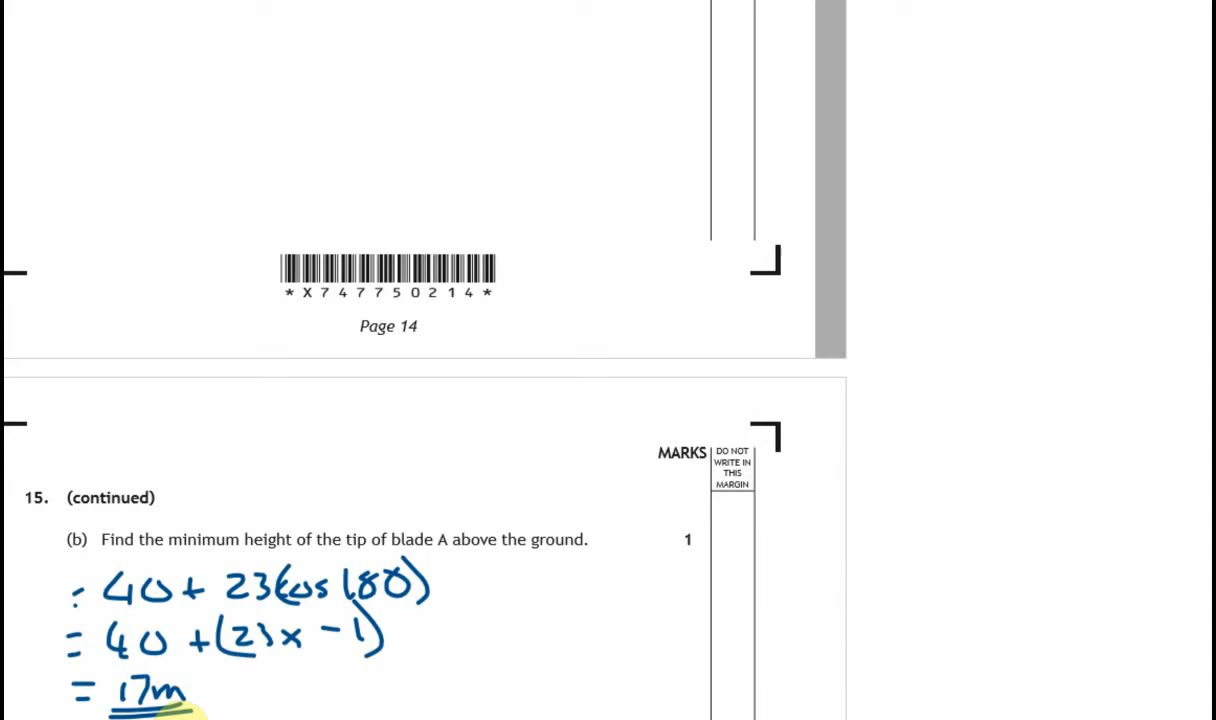 * X 7 4 7 7 5 0 2 1 4 *
Page 14
MARKS
DO NOT
WRITE IN
THIS
MARGIN
15. (continued)
(b) Find the minimum height of the tip of blade A above the ground. 1
= 40 + 23(cos 180)
= 40 + (23 x - 1)
= 17m